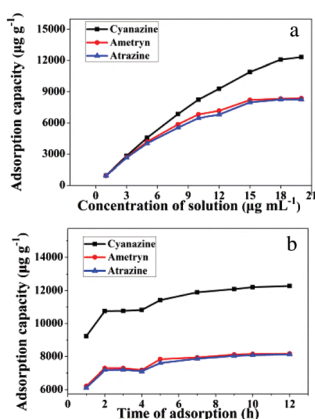 a
Cyanazine
Ametryn
Atrazine
Adsorption capacity (µg g⁻¹)
15000
12000
9000
6000
3000
0
0 3 6 9 12 15 18 21
Concentration of solution (µg mL⁻¹)
b
Cyanazine
Ametryn
Atrazine
Adsorption capacity (µg g⁻¹)
14000
12000
10000
8000
6000
0 2 4 6 8 10 12
Time of adsorption (h)